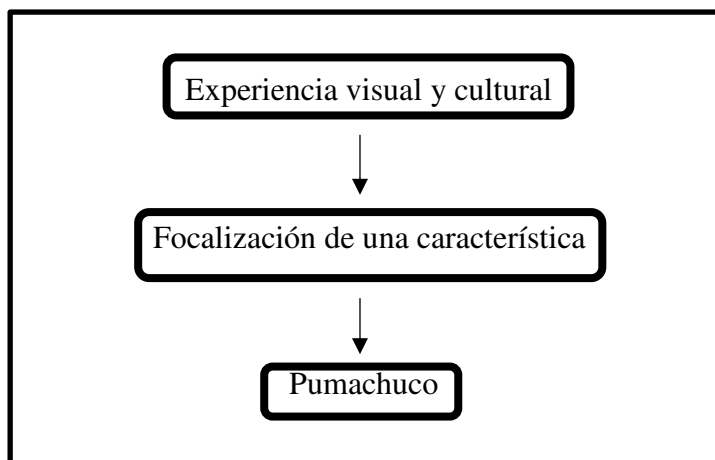 Experiencia visual y cultural
Focalización de una característica
Pumachuco